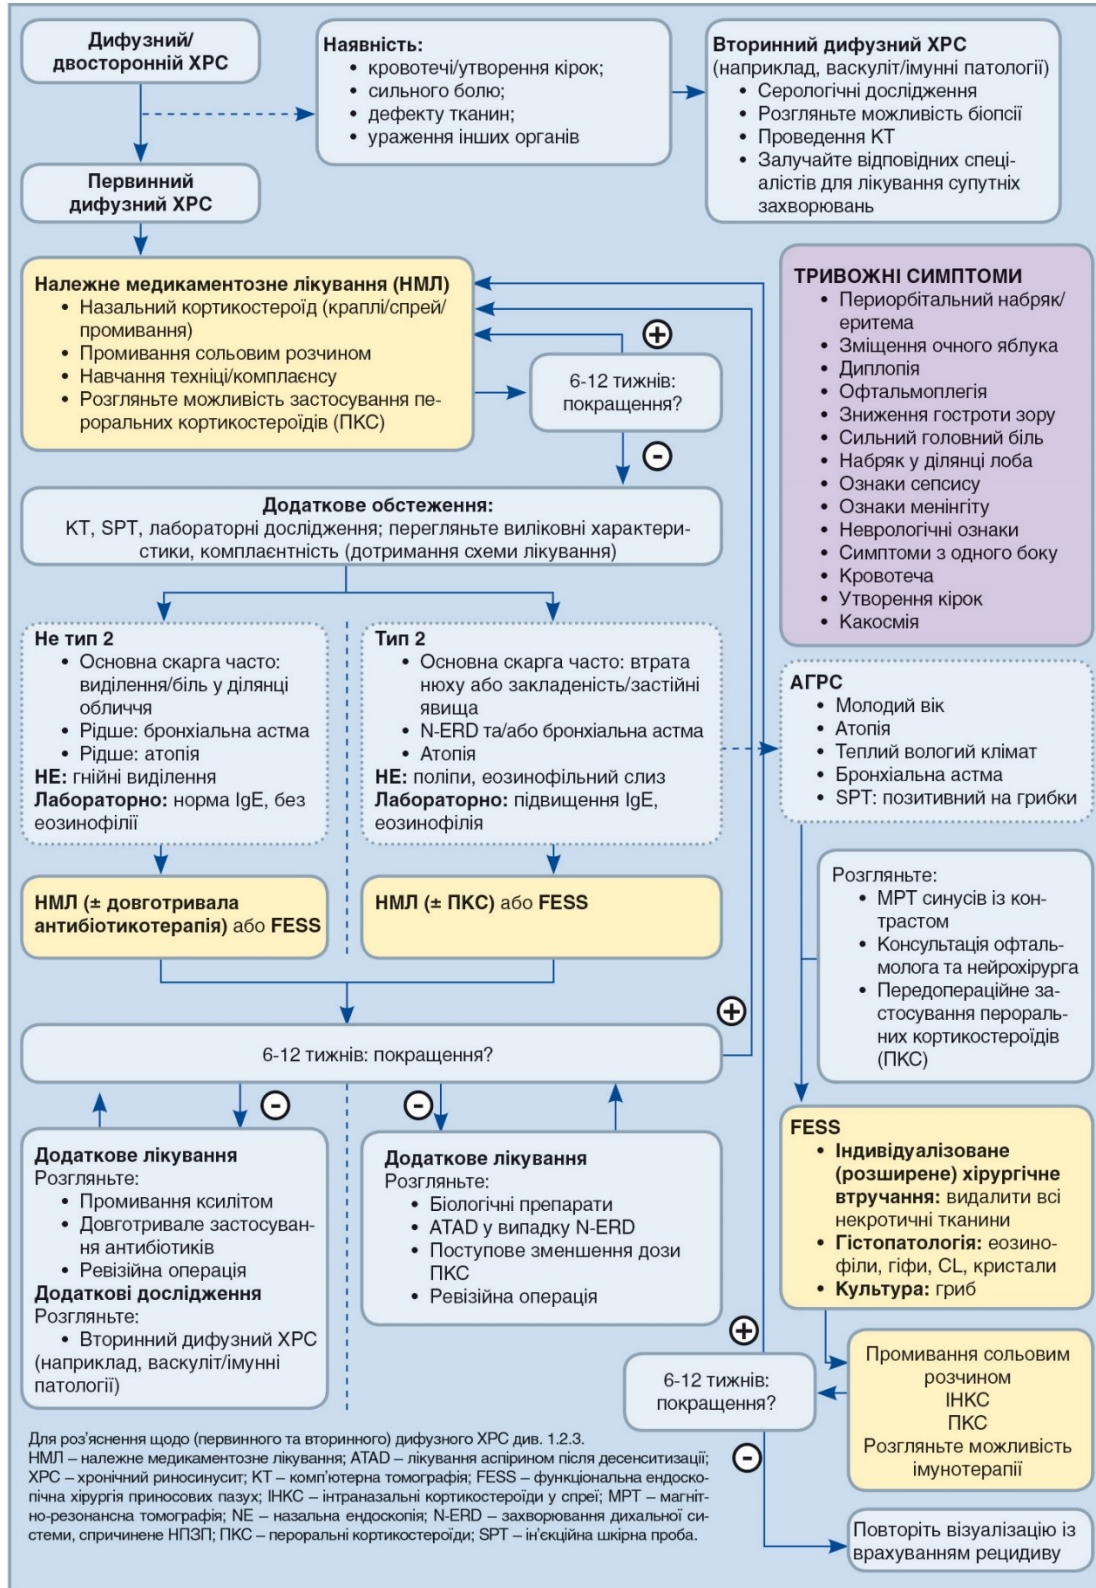 Дифузний/
двосторонній ХРС
Наявність:
• кровотечі/утворення кірок;
• сильного болю;
• дефекту тканин;
• ураження інших органів
Вторинний дифузний ХРС
(наприклад, васкуліт/імунні патології)
• Серологічні дослідження
• Розгляньте можливість біопсії
• Проведення КТ
• Залучайте відповідних спеці-
алістів для лікування супутніх
захворювань
Первинний
дифузний ХРС
Належне медикаментозне лікування (НМЛ)
• Назальний кортикостероїд (краплі/спрей/
промивання)
• Промивання сольовим розчином
• Навчання техніці/комплаєнсу
• Розгляньте можливість застосування пе-
роральних кортикостероїдів (ПКС)
+
6-12 тижнів:
покращення?
-
ТРИВОЖНІ СИМПТОМИ
• Периорбітальний набряк/
еритема
• Зміщення очного яблука
• Диплопія
• Офтальмоплегія
• Зниження гостроти зору
• Сильний головний біль
• Набряк у ділянці лоба
• Ознаки сепсису
• Ознаки менінгіту
• Неврологічні ознаки
• Симптоми з одного боку
• Кровотеча
• Утворення кірок
• Какосмія
Додаткове обстеження:
КТ, SPT, лабораторні дослідження; перегляньте виліковні характери-
стики, комплаєнтність (дотримання схеми лікування)
Не тип 2
• Основна скарга часто:
виділення/біль у ділянці
обличчя
• Рідше: бронхіальна астма
• Рідше: атопія
НЕ: гнійні виділення
Лабораторно: норма IgE, без
еозинофілії
Тип 2
• Основна скарга часто: втрата
нюху або закладеність/застійні
явища
• N-ERD та/або бронхіальна астма
• Атопія
НЕ: поліпи, еозинофільний слиз
Лабораторно: підвищення IgE,
еозинофілія
АГРС
• Молодий вік
• Атопія
• Теплий вологий клімат
• Бронхіальна астма
• SPT: позитивний на грибки
НМЛ (± довготривала
антибіотикотерапія) або FESS
НМЛ (± ПКС) або FESS
Розгляньте:
• МРТ синусів із кон-
трастом
• Консультація офталь-
молога та нейрохірурга
• Передопераційне за-
стосування перораль-
них кортикостероїдів
(ПКС)
+
6-12 тижнів: покращення?
-
-
Додаткове лікування
Розгляньте:
• Промивання ксилітом
• Довготривале застосуван-
ня антибіотиків
• Ревізійна операція
Додаткові дослідження
Розгляньте:
• Вторинний дифузний ХРС
(наприклад, васкуліт/імунні
патології)
Додаткове лікування
Розгляньте:
• Біологічні препарати
• ATAD у випадку N-ERD
• Поступове зменшення дози
ПКС
• Ревізійна операція
FESS
• Індивідуалізоване
(розширене) хірургічне
втручання: видалити всі
некротичні тканини
• Гістопатологія: еозино-
філи, гіфи, CL, кристали
• Культура: гриб
+
6-12 тижнів:
покращення?
-
Промивання сольовим
розчином
ІНКС
ПКС
Розгляньте можливість
імунотерапії
Повторіть візуалізацію із
врахуванням рецидиву
Для роз’яснення щодо (первинного та вторинного) дифузного ХРС див. 1.2.3.
НМЛ – належне медикаментозне лікування; ATAD – лікування аспірином після десенситизації;
ХРС – хронічний риносинусит; КТ – комп’ютерна томографія; FESS – функціональна ендоско-
пічна хірургія приносових пазух; ІНКС – інтраназальні кортикостероїди у спреї; МРТ – магніт-
но-резонансна томографія; NE – назальна ендоскопія; N-ERD – захворювання дихальної си-
стеми, спричинене НПЗП; ПКС – пероральні кортикостероїди; SPT – ін’єкційна шкірна проба.